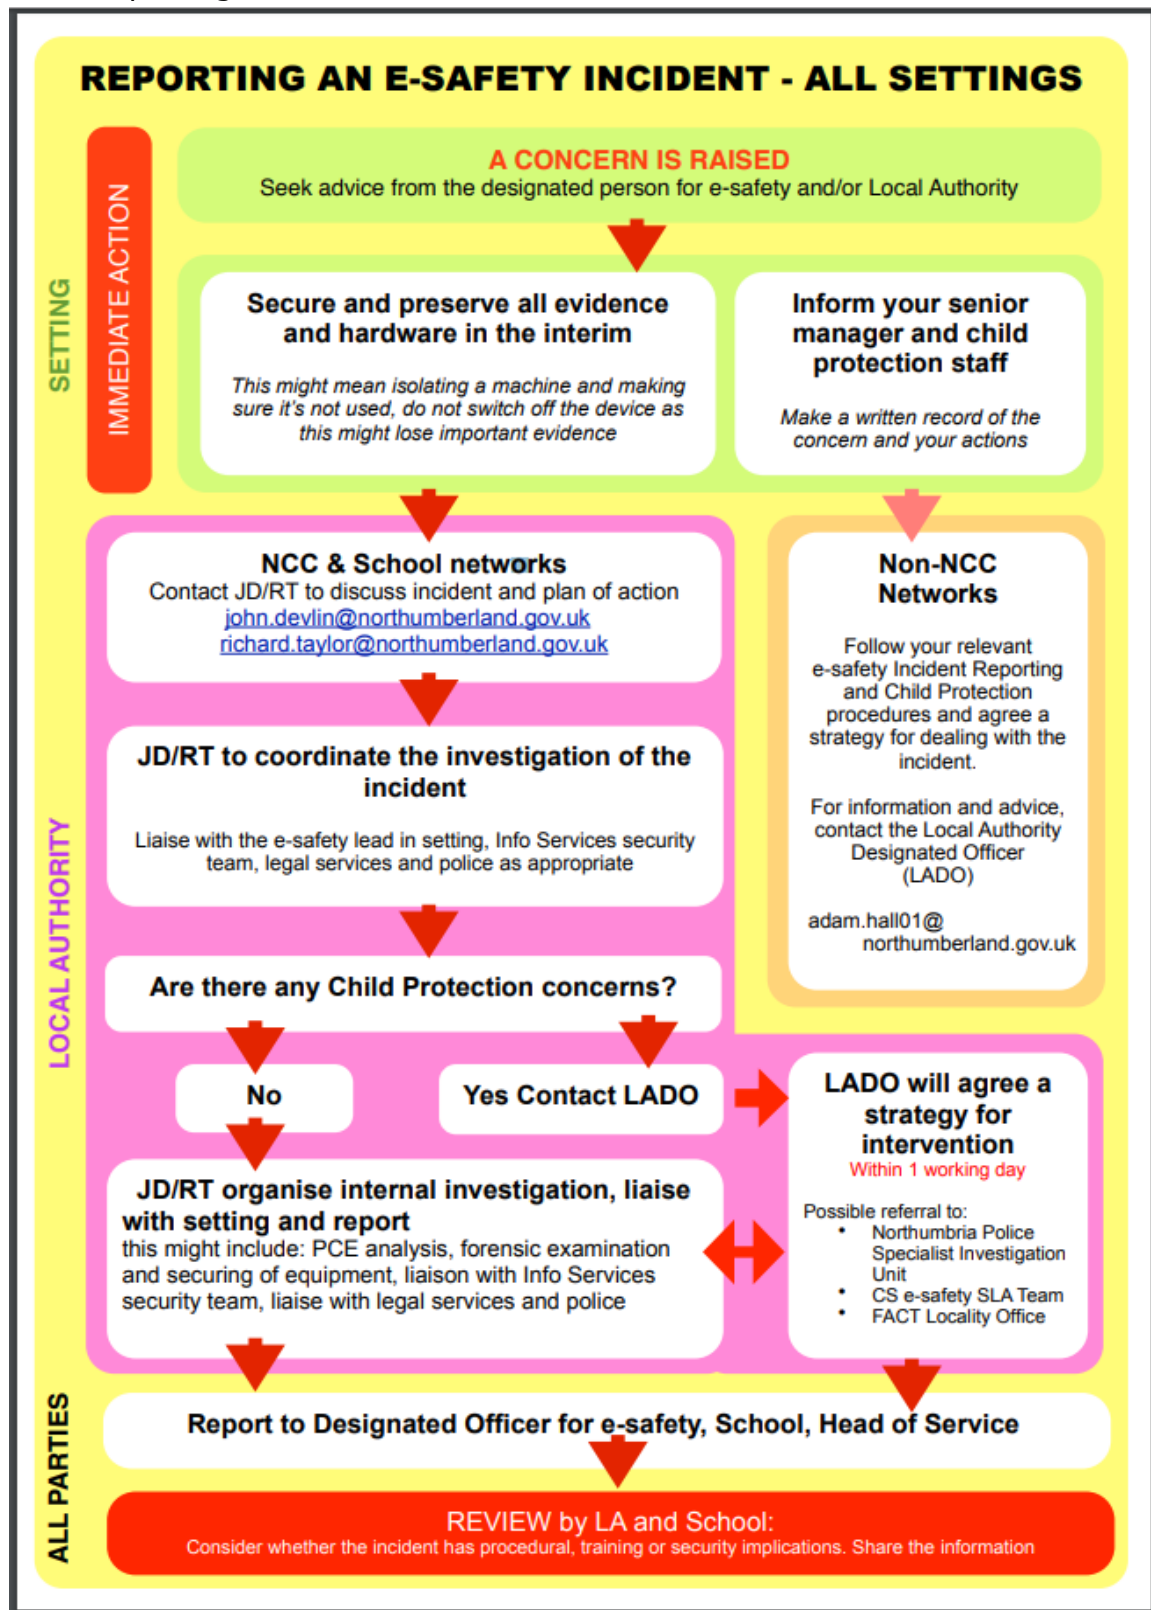 REPORTING AN E-SAFETY INCIDENT - ALL SETTINGS
SETTING
IMMEDIATE ACTION
A CONCERN IS RAISED
Seek advice from the designated person for e-safety and/or Local Authority
Secure and preserve all evidence
and hardware in the interim
This might mean isolating a machine and making
sure it's not used, do not switch off the device as
this might lose important evidence
Inform your senior
manager and child
protection staff
Make a written record of the
concern and your actions
LOCAL AUTHORITY
NCC & School networks
Contact JD/RT to discuss incident and plan of action
john.devlin@northumberland.gov.uk
richard.taylor@northumberland.gov.uk
Non-NCC
Networks
Follow your relevant
e-safety Incident Reporting
and Child Protection
procedures and agree a
strategy for dealing with the
incident.
For information and advice,
contact the Local Authority
Designated Officer
(LADO)
adam.hall01@
northumberland.gov.uk
JD/RT to coordinate the investigation of the
incident
Liaise with the e-safety lead in setting, Info Services security
team, legal services and police as appropriate
Are there any Child Protection concerns?
No
Yes Contact LADO
LADO will agree a
strategy for
intervention
Within 1 working day
Possible referral to:
• Northumbria Police
Specialist Investigation
Unit
• CS e-safety SLA Team
• FACT Locality Office
JD/RT organise internal investigation, liaise
with setting and report
this might include: PCE analysis, forensic examination
and securing of equipment, liaison with Info Services
security team, liaise with legal services and police
ALL PARTIES
Report to Designated Officer for e-safety, School, Head of Service
REVIEW by LA and School:
Consider whether the incident has procedural, training or security implications. Share the information